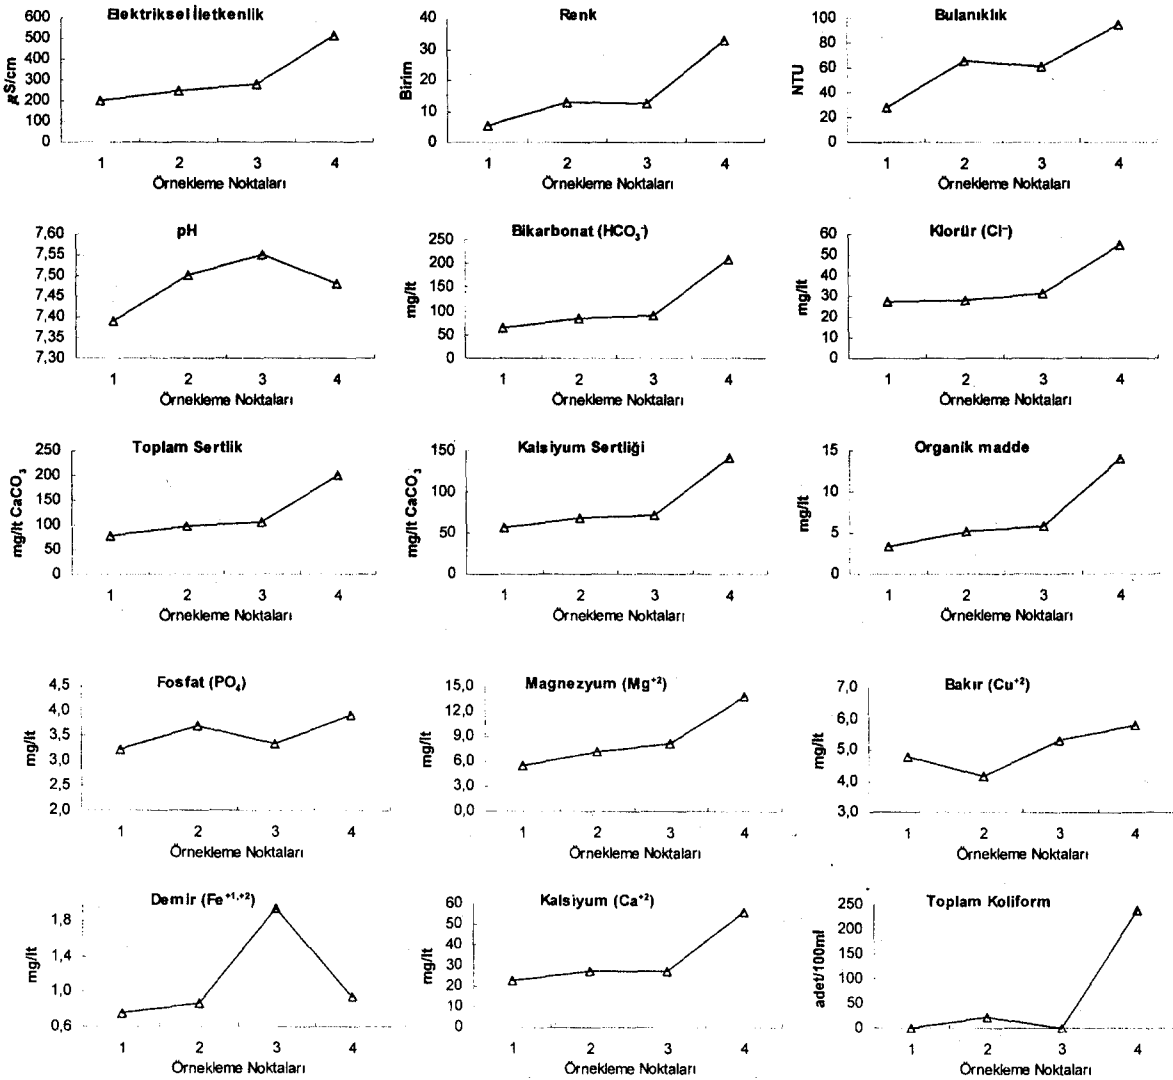 Elektriksel İletkenlik
600
500
400
300
200
100
0
µS/cm
1 2 3 4
Örnekleme Noktaları
Renk
40
30
20
10
0
Birim
1 2 3 4
Örnekleme Noktaları
Bulanıklık
100
80
60
40
20
0
NTU
1 2 3 4
Örnekleme Noktaları
pH
7,60
7,55
7,50
7,45
7,40
7,35
7,30
1 2 3 4
Örnekleme Noktaları
Bikarbonat (HCO₃⁻)
250
200
150
100
50
0
mg/lt
1 2 3 4
Örnekleme Noktaları
Klorür (Cl⁻)
60
50
40
30
20
10
0
mg/lt
1 2 3 4
Örnekleme Noktaları
Toplam Sertlik
250
200
150
100
50
0
mg/lt CaCO₃
1 2 3 4
Örnekleme Noktaları
Kalsiyum Sertliği
150
100
50
0
mg/lt CaCO₃
1 2 3 4
Örnekleme Noktaları
Organik madde
15
10
5
0
mg/lt
1 2 3 4
Örnekleme Noktaları
Fosfat (PO₄)
4,5
4,0
3,5
3,0
2,5
2,0
mg/lt
1 2 3 4
Örnekleme Noktaları
Magnezyum (Mg⁺²)
15,0
12,0
9,0
6,0
3,0
0,0
mg/lt
1 2 3 4
Örnekleme Noktaları
Bakır (Cu⁺²)
7,0
6,0
5,0
4,0
3,0
mg/lt
1 2 3 4
Örnekleme Noktaları
Demir (Fe⁺¹·⁺²)
1,8
1,4
1,0
0,6
mg/lt
1 2 3 4
Örnekleme Noktaları
Kalsiyum (Ca⁺²)
60
50
40
30
20
10
0
mg/lt
1 2 3 4
Örnekleme Noktaları
Toplam Koliform
250
200
150
100
50
0
adet/100ml
1 2 3 4
Örnekleme Noktaları